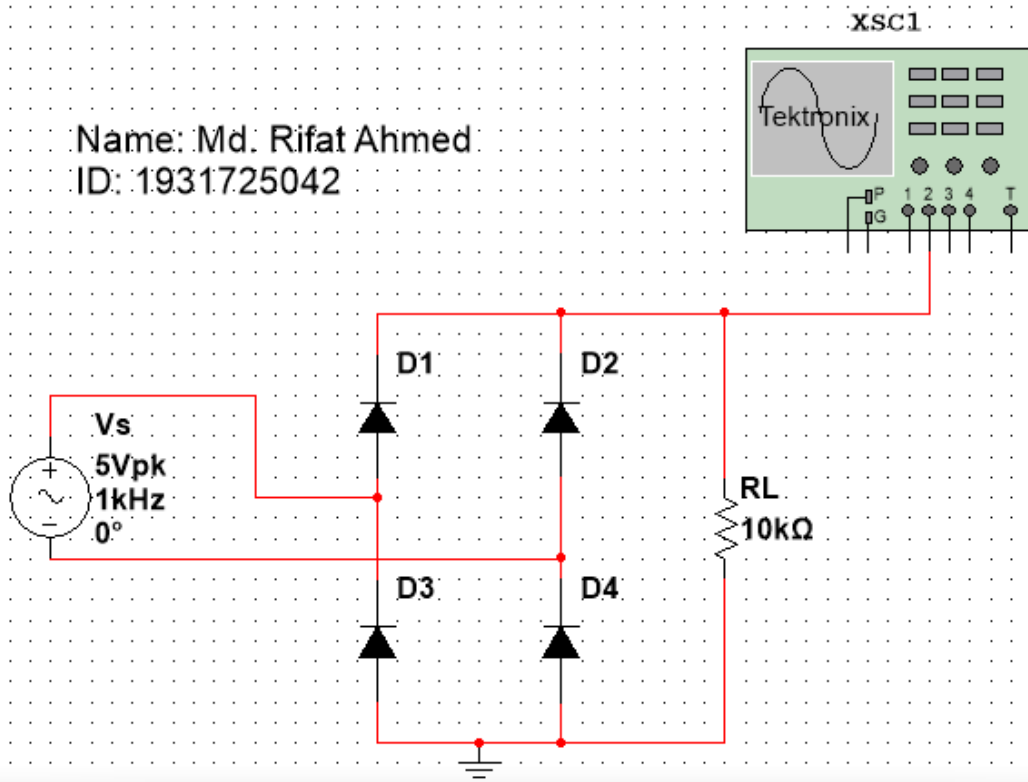 XSC1
Tektronix
P 1 2 3 4 T
G
Name: Md. Rifat Ahmed
ID: 1931725042
D1 D2
Vs
5Vpk
1kHz
0°
RL
10kΩ
D3 D4